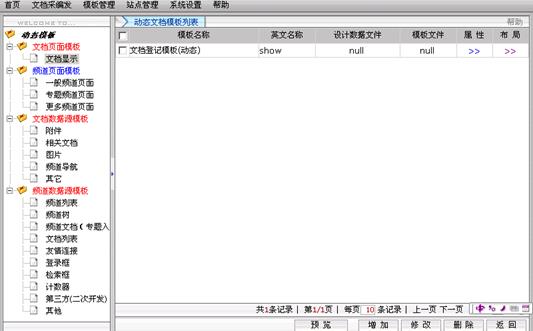 首页 文档采编发 模板管理 站点管理 系统设置 帮助
WELCOME TO...
动态模板
文档页面模板
文档显示
频道页面模板
一般频道页面
专题频道页面
更多频道页面
文档数据源模板
附件
相关文档
图片
频道导航
其它
频道数据源模板
频道列表
频道树
频道文档(专题入
文档列表
友情连接
登录框
检索框
计数器
第三方(二次开发)
其他
动态文档模板列表 帮助
模板名称 英文名称 设计数据文件 模板文件 属 性 布 局
文档登记模板(动态) show null null >> >>
共1条记录 | 第1/1页 | 每页 10 条记录 | 上一页 下一页 | 中
预 览 增 加 修 改 删 除 返 回